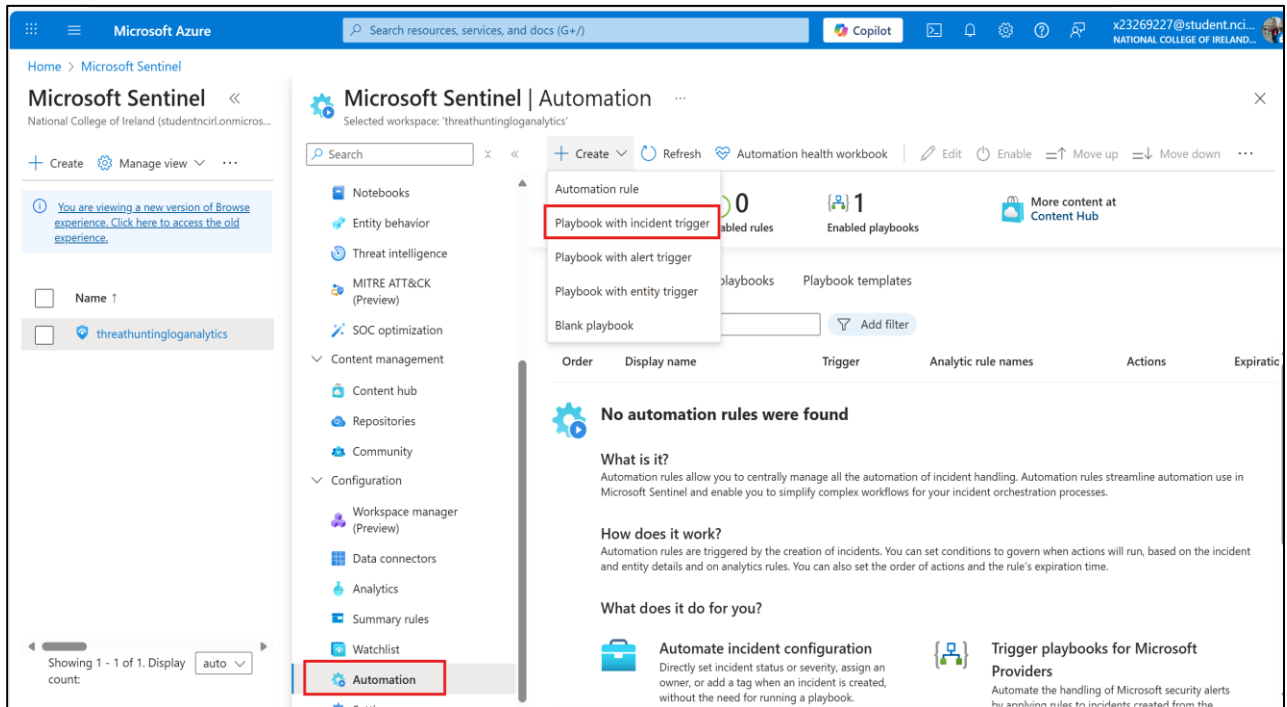 Microsoft Azure
Search resources, services, and docs (G+/)
Copilot
x23269227@student.nci...
NATIONAL COLLEGE OF IRELAND...
Home > Microsoft Sentinel
Microsoft Sentinel
National College of Ireland (studentncirl.onmicros...
+ Create
Manage view
...
You are viewing a new version of Browse
experience. Click here to access the old
experience.
Name ↑
threathuntingloganalytics
Showing 1 - 1 of 1. Display
count:
auto
Microsoft Sentinel | Automation
...
Selected workspace: 'threathuntingloganalytics'
Search
Notebooks
Entity behavior
Threat intelligence
MITRE ATT&CK
(Preview)
SOC optimization
Content management
Content hub
Repositories
Community
Configuration
Workspace manager
(Preview)
Data connectors
Analytics
Summary rules
Watchlist
Automation
+ Create
Refresh
Automation health workbook
Edit
Enable
Move up
Move down
...
Automation rule
Playbook with incident trigger
Playbook with alert trigger
Playbook with entity trigger
Blank playbook
0
1
Enabled playbooks
More content at
Content Hub
playbooks
Playbook templates
Add filter
Order
Display name
Trigger
Analytic rule names
Actions
Expiratic
No automation rules were found
What is it?
Automation rules allow you to centrally manage all the automation of incident handling. Automation rules streamline automation use in
Microsoft Sentinel and enable you to simplify complex workflows for your incident orchestration processes.
How does it work?
Automation rules are triggered by the creation of incidents. You can set conditions to govern when actions will run, based on the incident
and entity details and on analytics rules. You can also set the order of actions and the rule's expiration time.
What does it do for you?
Automate incident configuration
Directly set incident status or severity, assign an
owner, or add a tag when an incident is created,
without the need for running a playbook.
Trigger playbooks for Microsoft
Providers
Automate the handling of Microsoft security alerts
by applying rules to incidents created from the